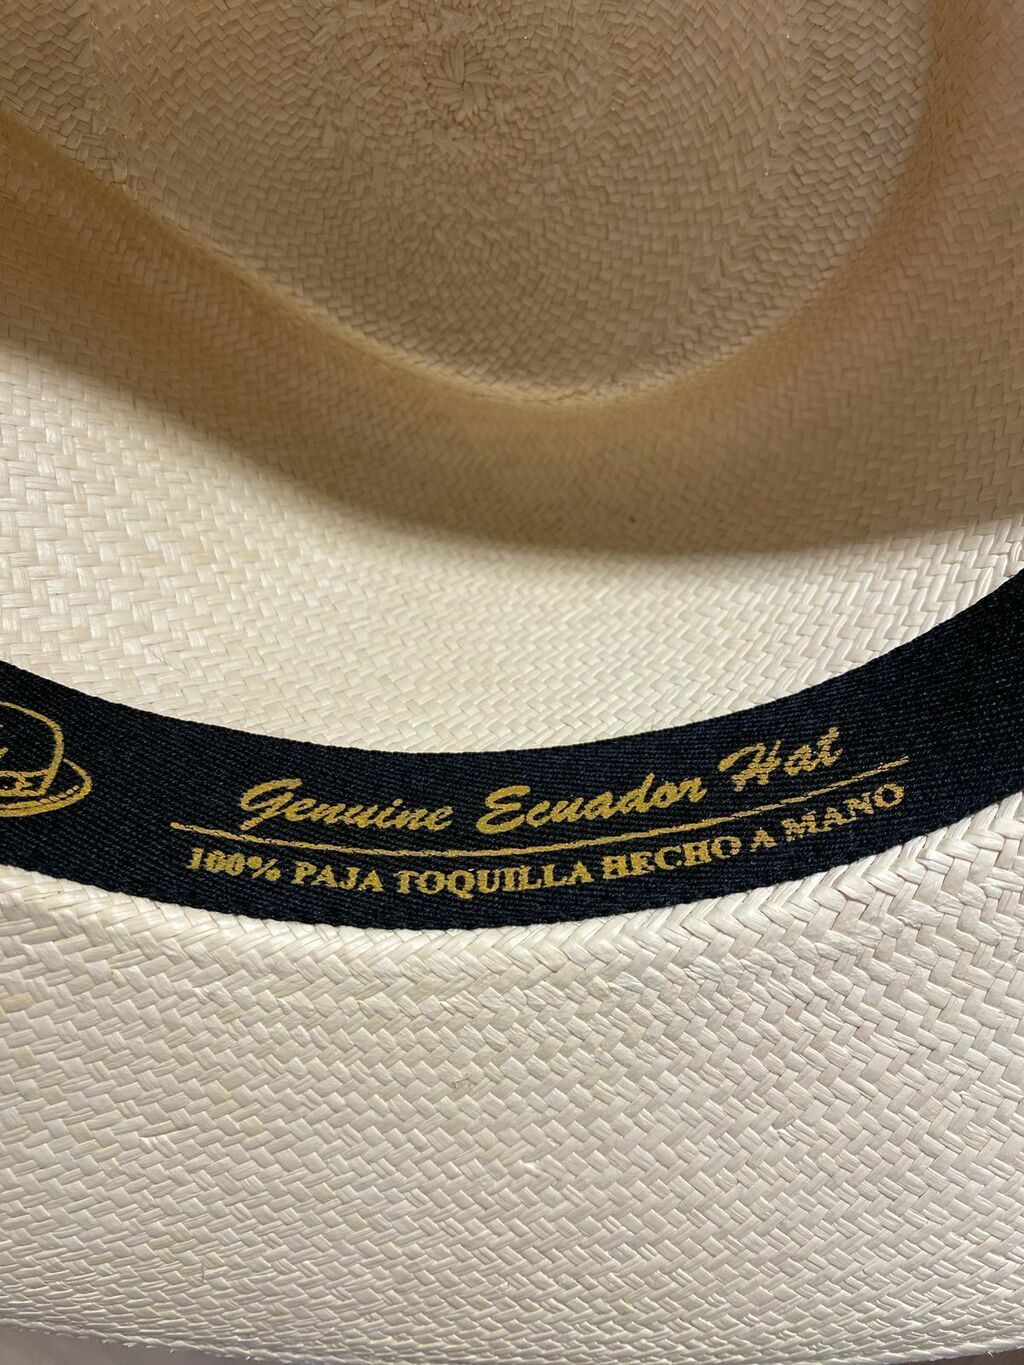 Genuine Ecuador Hat
100% PAJA TOQUILLA HECHO A MANO